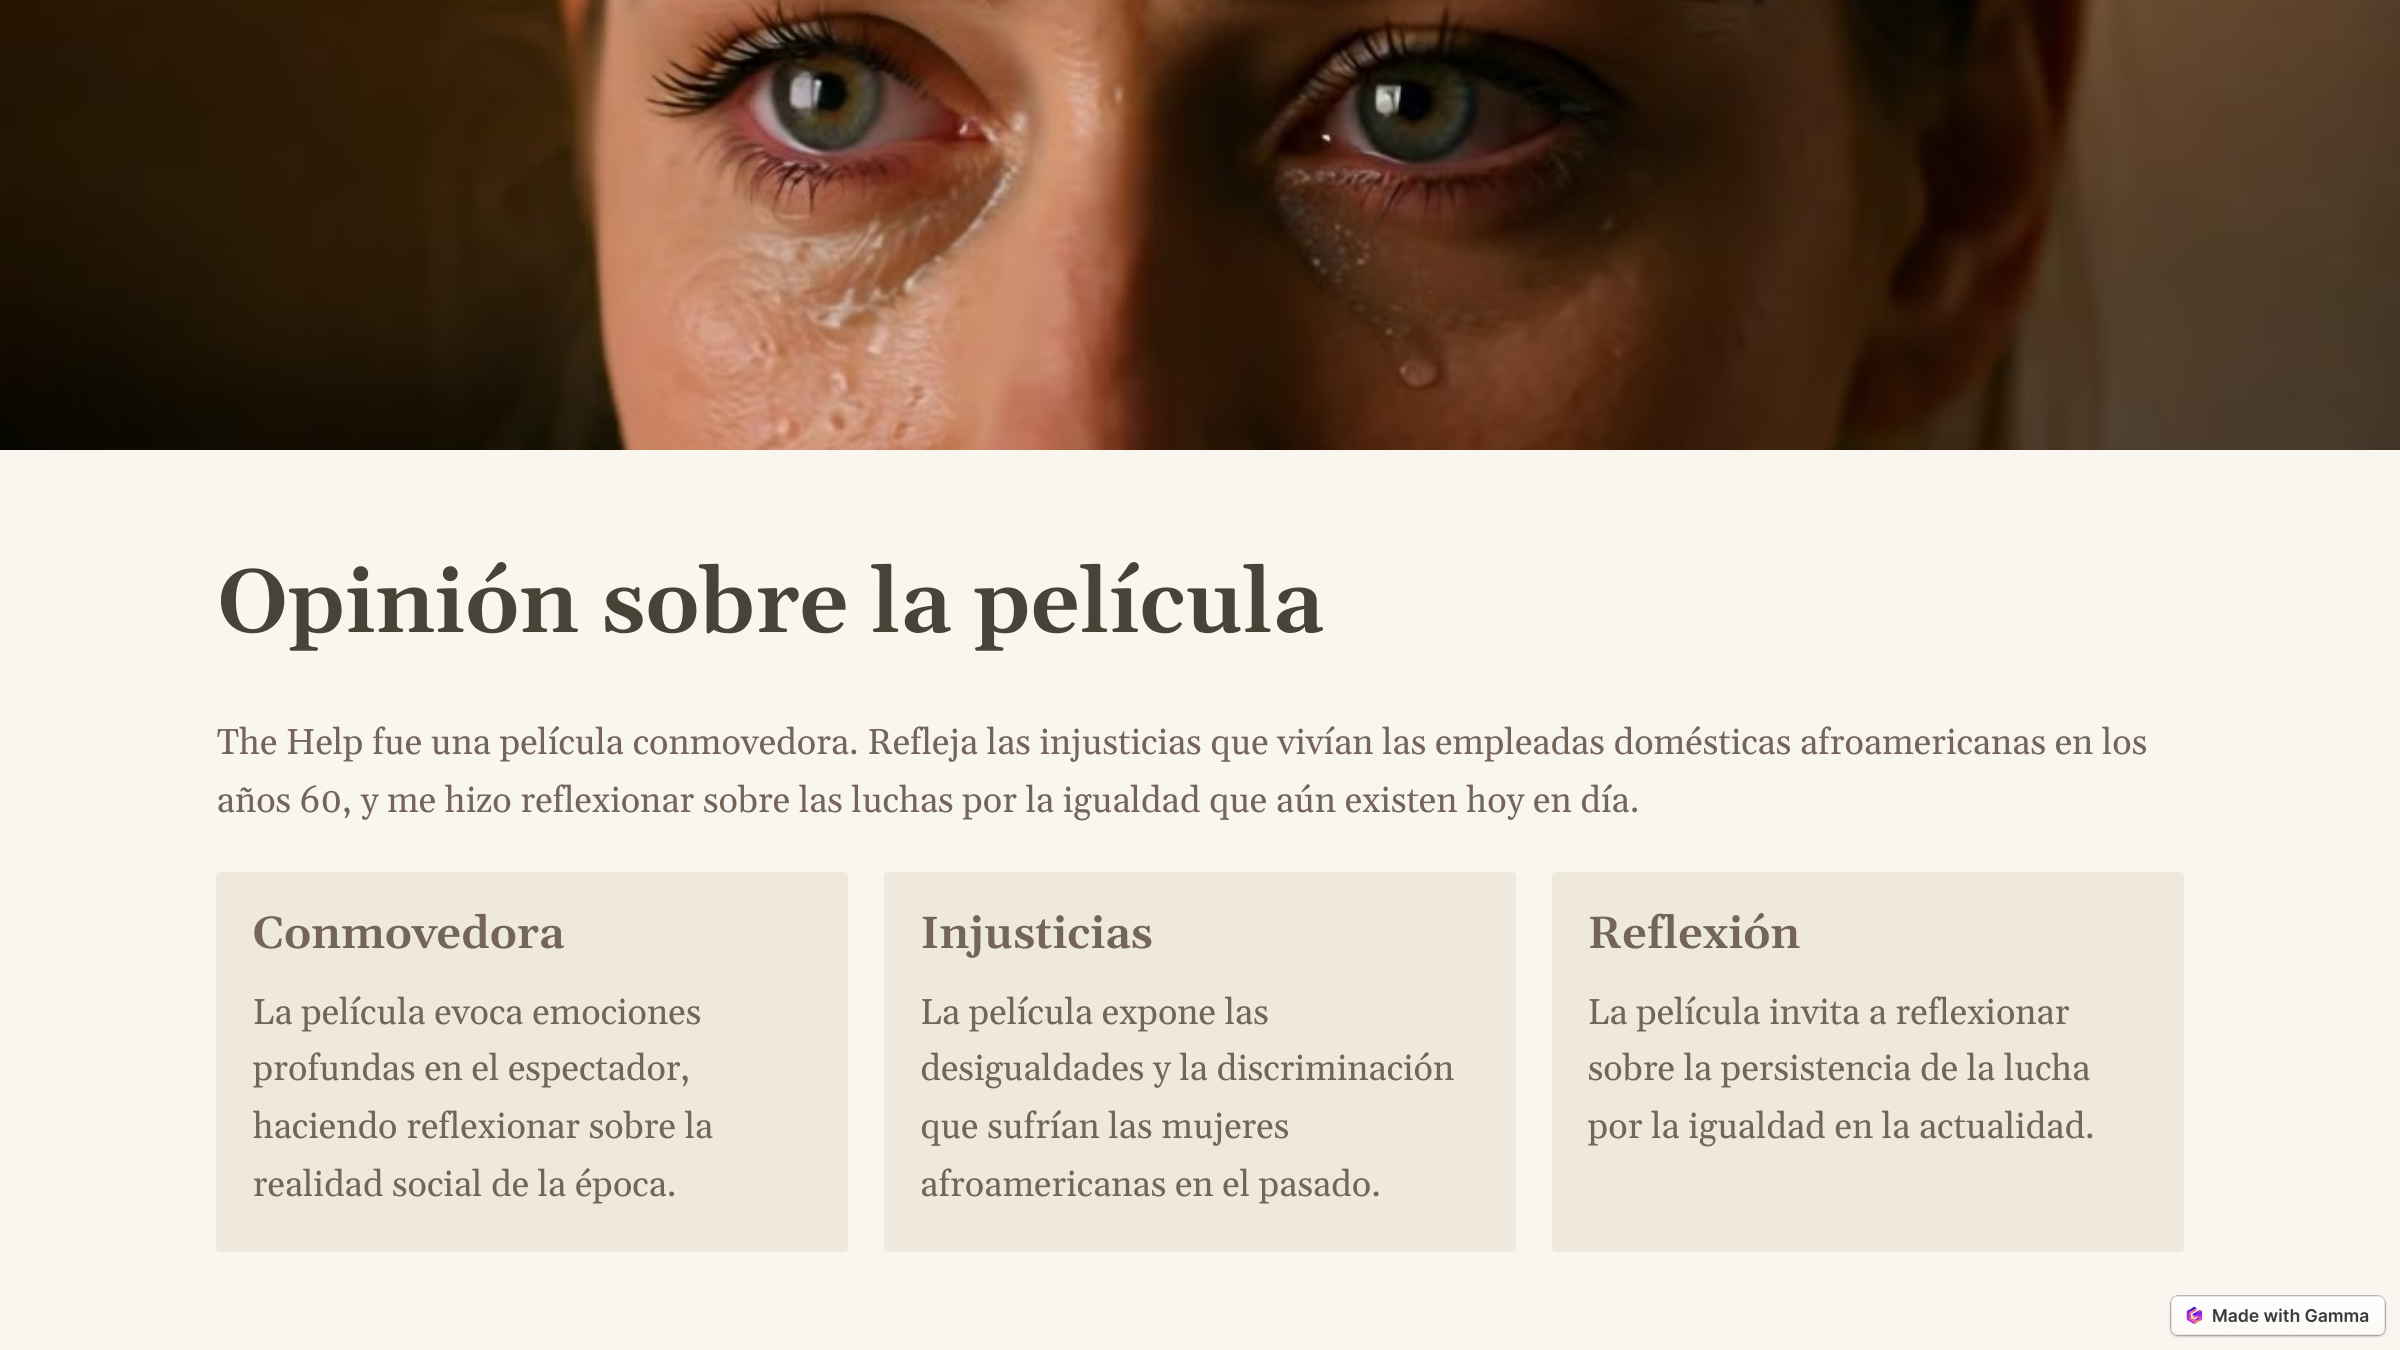 Opinión sobre la película
The Help fue una película conmovedora. Refleja las injusticias que vivían las empleadas domésticas afroamericanas en los
años 60, y me hizo reflexionar sobre las luchas por la igualdad que aún existen hoy en día.
Conmovedora
La película evoca emociones
profundas en el espectador,
haciendo reflexionar sobre la
realidad social de la época.
Injusticias
La película expone las
desigualdades y la discriminación
que sufrían las mujeres
afroamericanas en el pasado.
Reflexión
La película invita a reflexionar
sobre la persistencia de la lucha
por la igualdad en la actualidad.
Made with Gamma